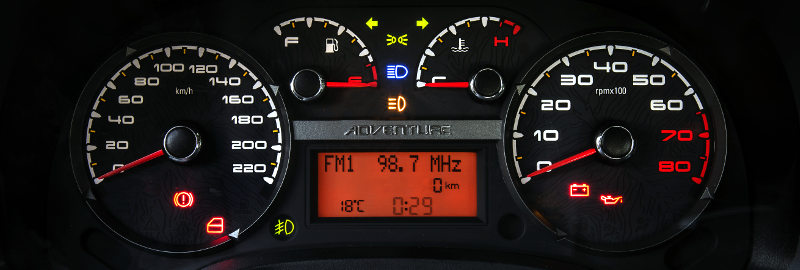 0 20 40 60 80 100 120 140 160 180 200 220
km/h
F E
C H
ADVENTURE
FM1 98.7 MHz
0 km
18°C 0:29
0 10 20 30 40 50 60 70 80
rpmx100